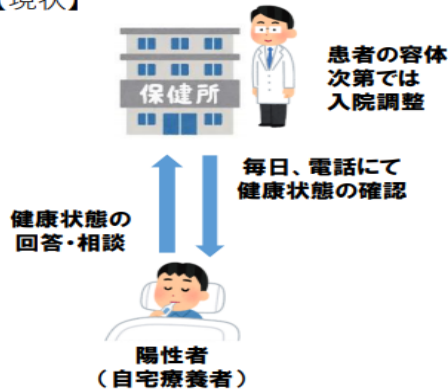 【現状】
保健所
患者の容体
次第では
入院調整
毎日、電話にて
健康状態の確認
健康状態の
回答・相談
陽性者
（自宅療養者）